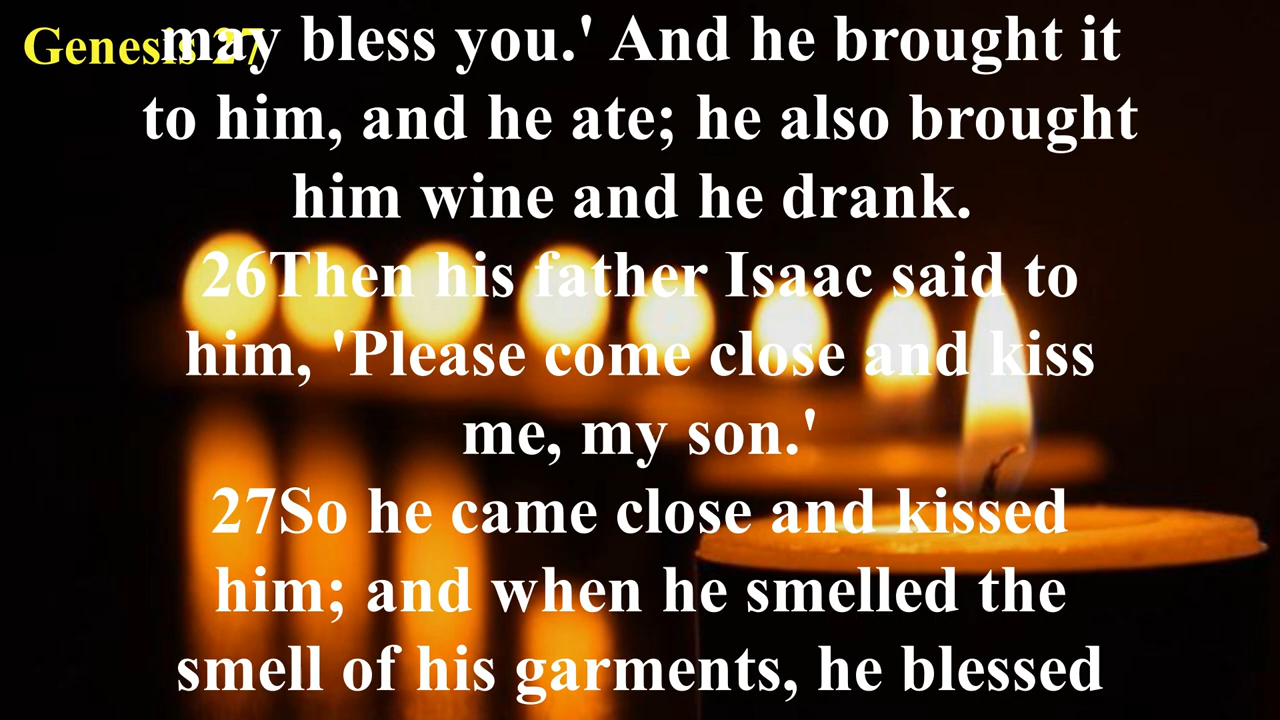 Genesis 27
may bless you.' And he brought it
to him, and he ate; he also brought
him wine and he drank.
26Then his father Isaac said to
him, 'Please come close and kiss
me, my son.'
27So he came close and kissed
him; and when he smelled the
smell of his garments, he blessed